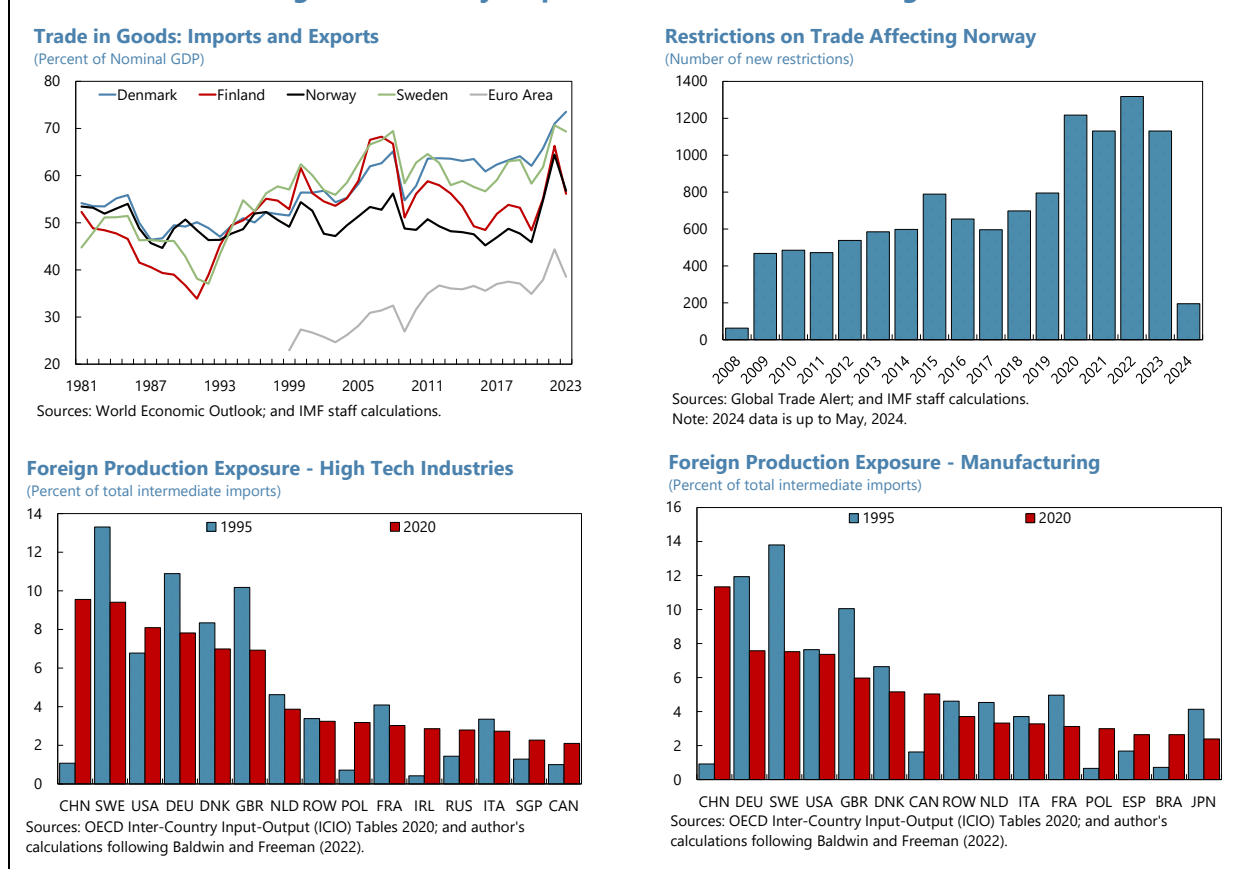 Trade in Goods: Imports and Exports
(Percent of Nominal GDP)
80
70
60
50
40
30
20
Denmark Finland Norway Sweden Euro Area
1981 1987 1993 1999 2005 2011 2017 2023
Sources: World Economic Outlook; and IMF staff calculations.
Restrictions on Trade Affecting Norway
(Number of new restrictions)
1400
1200
1000
800
600
400
200
0
2008 2009 2010 2011 2012 2013 2014 2015 2016 2017 2018 2019 2020 2021 2022 2023 2024
Sources: Global Trade Alert; and IMF staff calculations.
Note: 2024 data is up to May, 2024.
Foreign Production Exposure - High Tech Industries
(Percent of total intermediate imports)
14
12
10
8
6
4
2
0
1995 2020
CHN SWE USA DEU DNK GBR NLD ROW POL FRA IRL RUS ITA SGP CAN
Sources: OECD Inter-Country Input-Output (ICIO) Tables 2020; and author's
calculations following Baldwin and Freeman (2022).
Foreign Production Exposure - Manufacturing
(Percent of total intermediate imports)
16
14
12
10
8
6
4
2
0
1995 2020
CHN DEU SWE USA GBR DNK CAN ROW NLD ITA FRA POL ESP BRA JPN
Sources: OECD Inter-Country Input-Output (ICIO) Tables 2020; and author's
calculations following Baldwin and Freeman (2022).